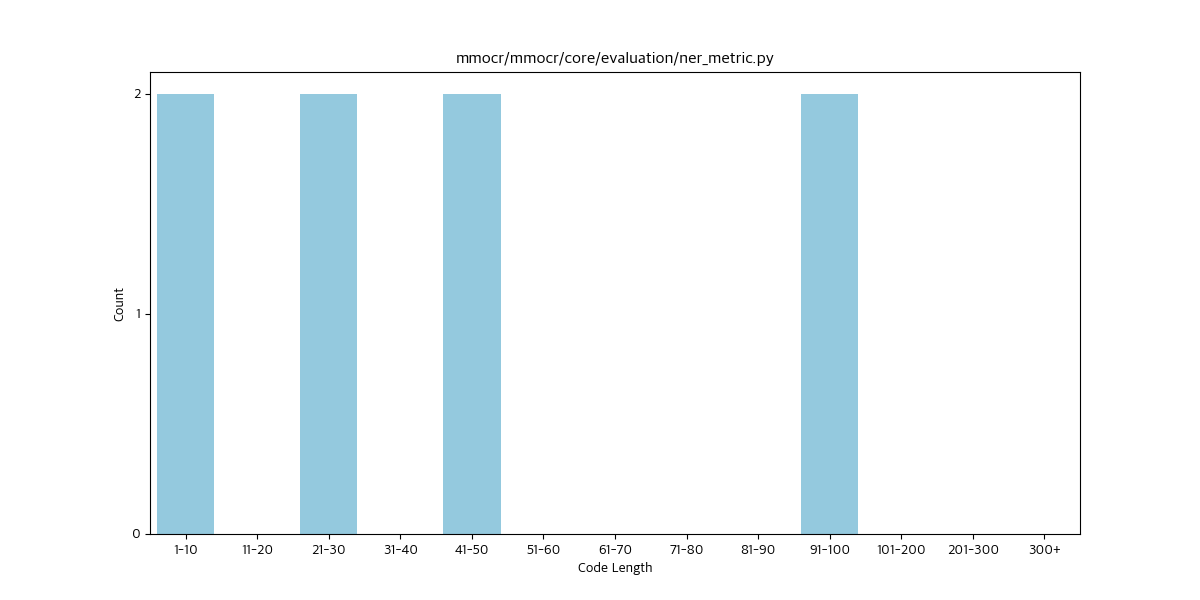 mmocr/mmocr/core/evaluation/ner_metric.py
2
1
0
Count
1-10 11-20 21-30 31-40 41-50 51-60 61-70 71-80 81-90 91-100 101-200 201-300 300+
Code Length